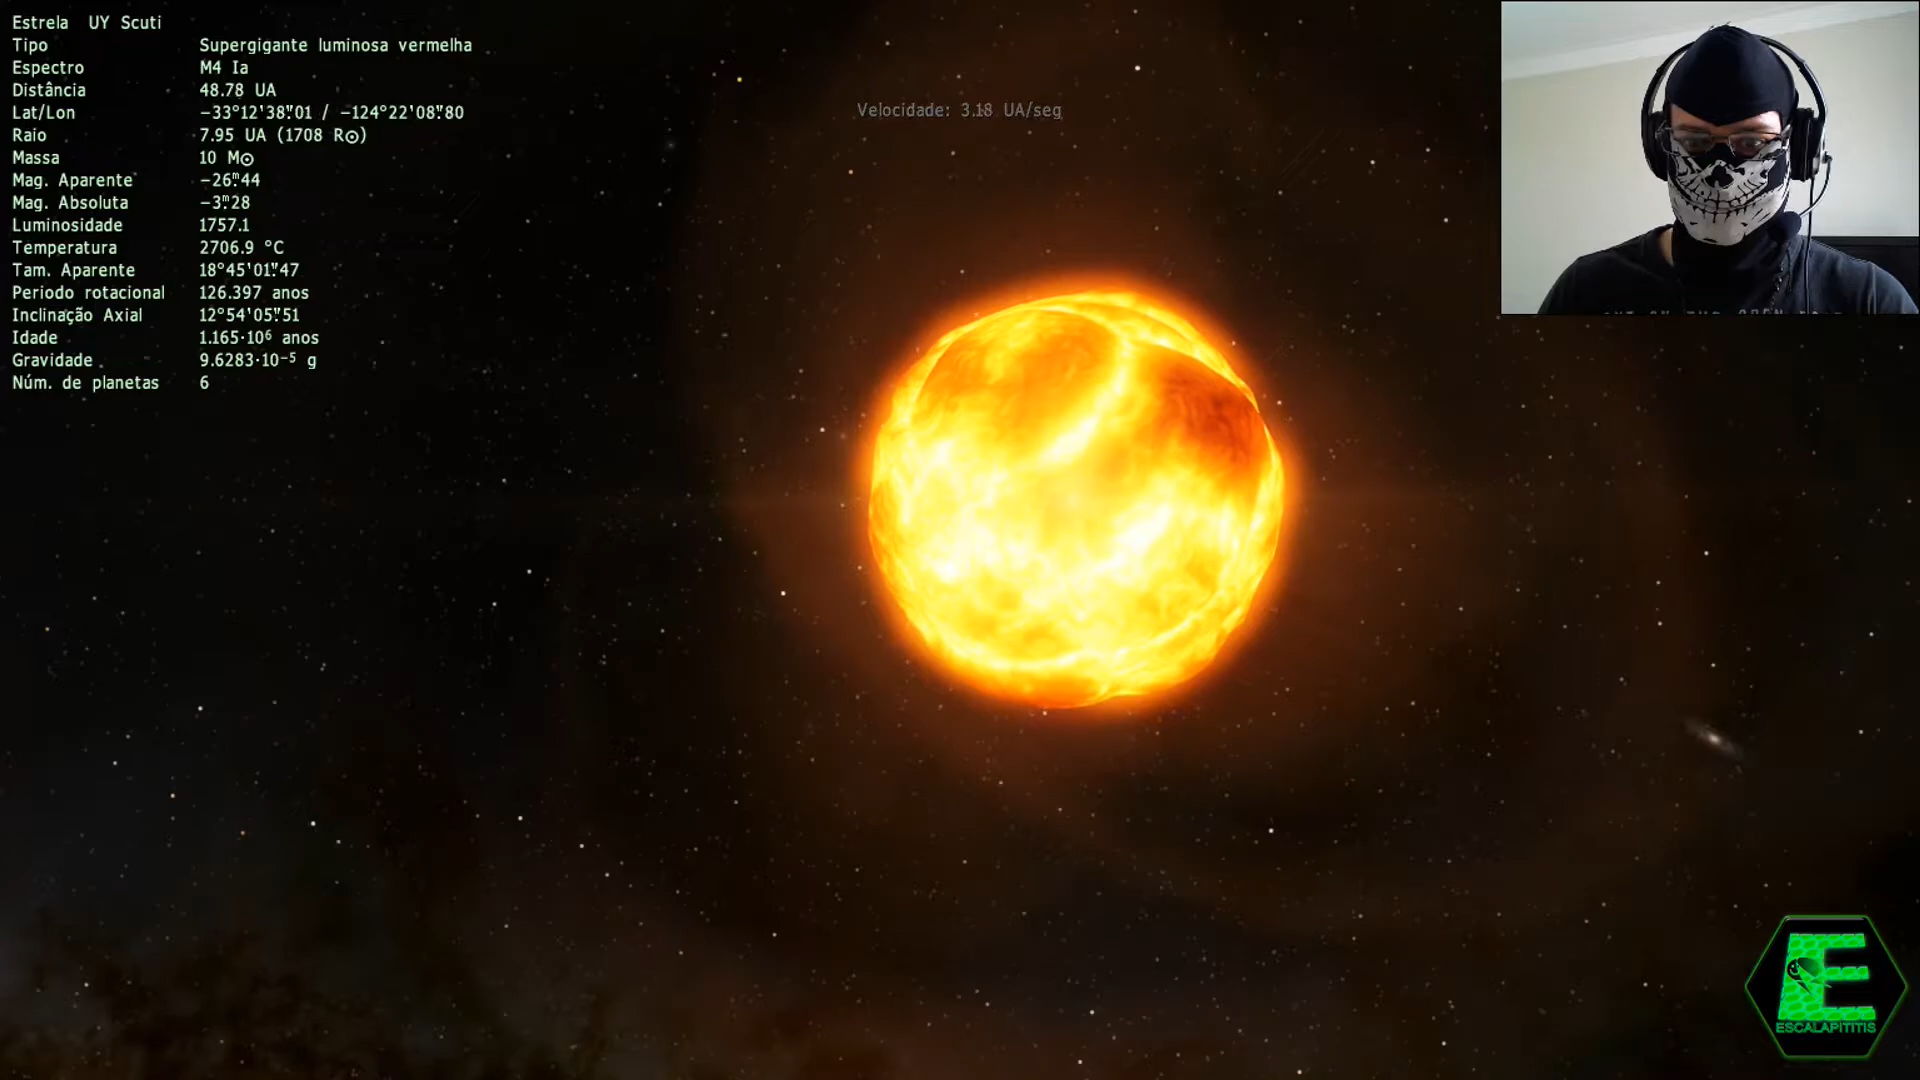 Estrela UY Scuti
Tipo Supergigante luminosa vermelha
Espectro M4 Ia
Distância 48.78 UA
Lat/Lon −33°12'38".01 / −124°22'08".80
Raio 7.95 UA (1708 R⊙)
Massa 10 M⊙
Mag. Aparente −26ᵐ.44
Mag. Absoluta −3ᵐ.28
Luminosidade 1757.1
Temperatura 2706.9 °C
Tam. Aparente 18°45'01".47
Periodo rotacional 126.397 anos
Inclinação Axial 12°54'05".51
Idade 1.165·10⁶ anos
Gravidade 9.6283·10⁻⁵ g
Núm. de planetas 6
Velocidade: 3.18 UA/seg
E
ESCALAPITITIS